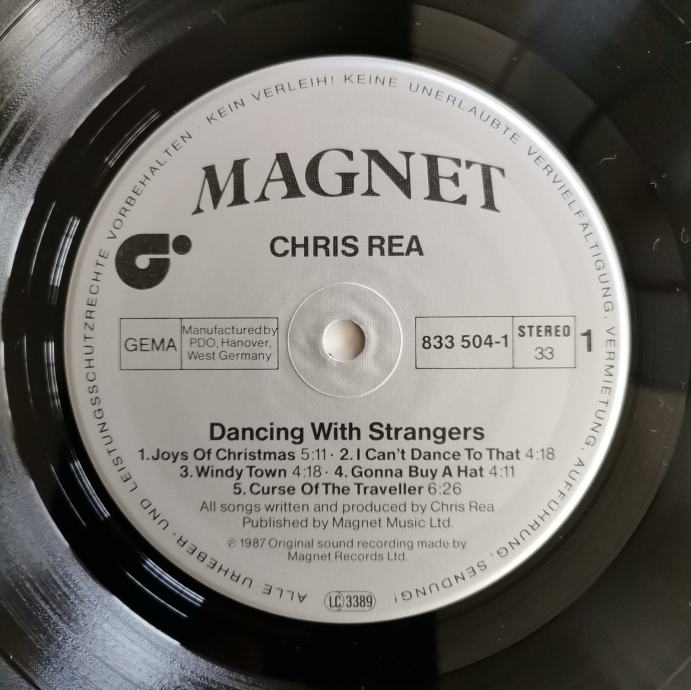 ALLE URHEBER- UND LEISTUNGSSCHUTZRECHTE VORBEHALTEN · KEIN VERLEIH! KEINE UNERLAUBTE VERVIELFÄLTIGUNG, VERMIETUNG, AUFFÜHRUNG, SENDUNG!
MAGNET
CHRIS REA
GEMA
Manufactured by
PDO, Hanover,
West Germany
833 504-1
STEREO
33
1
Dancing With Strangers
1. Joys Of Christmas 5:11 · 2. I Can't Dance To That 4:18
3. Windy Town 4:18 · 4. Gonna Buy A Hat 4:11
5. Curse Of The Traveller 6:26
All songs written and produced by Chris Rea
Published by Magnet Music Ltd.
℗ 1987 Original sound recording made by
Magnet Records Ltd.
LC 3389